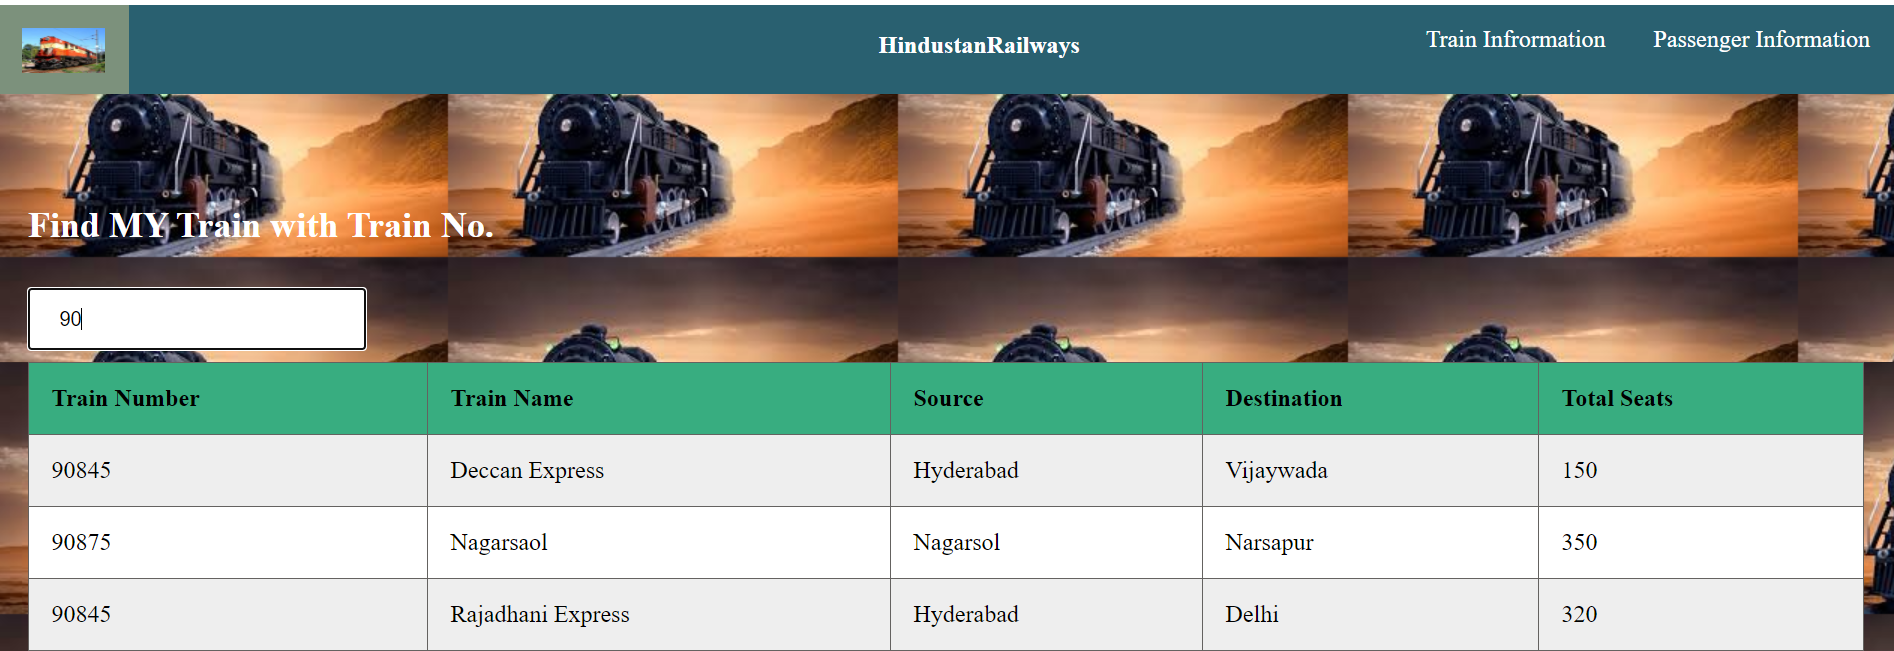 HindustanRailways
Train Infrormation Passenger Information
Find MY Train with Train No.
90
Train Number Train Name Source Destination Total Seats
90845 Deccan Express Hyderabad Vijaywada 150
90875 Nagarsaol Nagarsol Narsapur 350
90845 Rajadhani Express Hyderabad Delhi 320